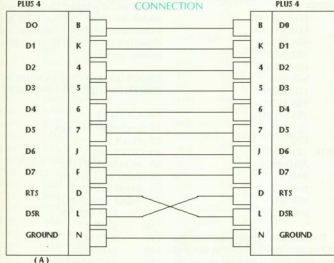 PLUS 4 CONNECTION PLUS 4
D0 B B D0
D1 K K D1
D2 4 4 D2
D3 5 5 D3
D4 6 6 D4
D5 7 7 D5
D6 J J D6
D7 F F D7
RTS D D RTS
DSR L L DSR
GROUND N N GROUND
(A)